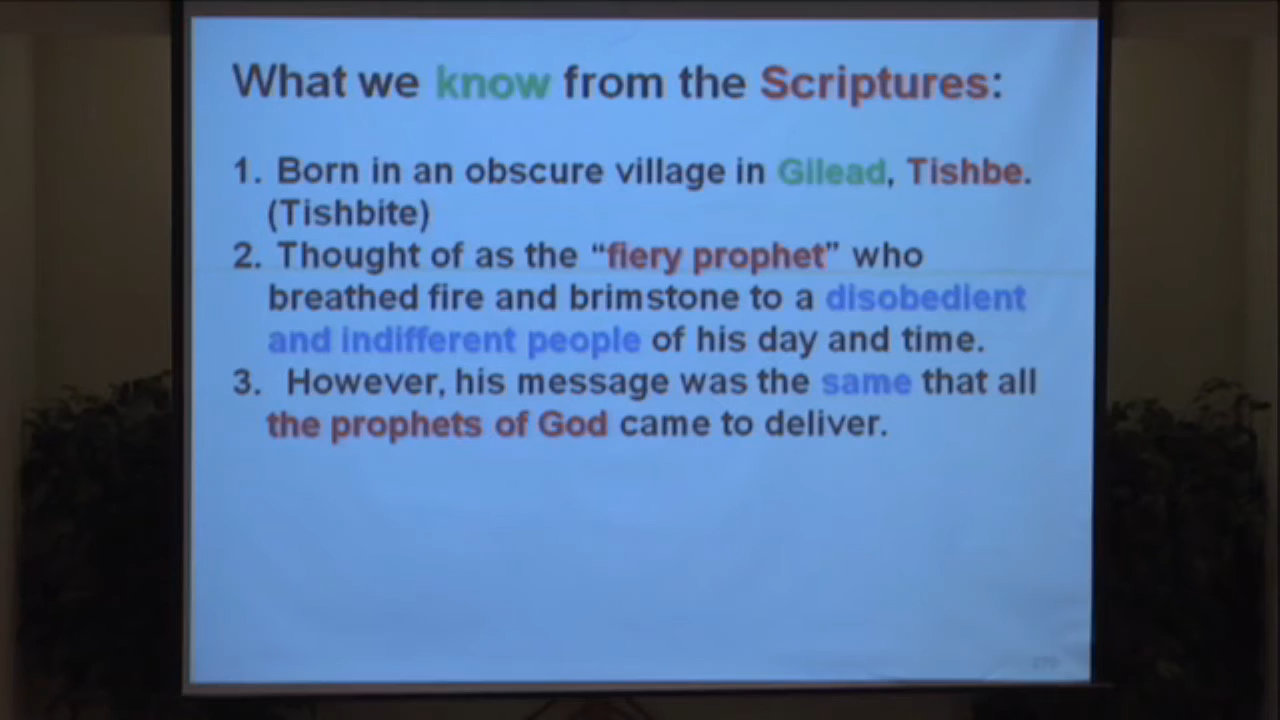 What we know from the Scriptures:
1. Born in an obscure village in Gilead, Tishbe.
(Tishbite)
2. Thought of as the “fiery prophet” who
breathed fire and brimstone to a disobedient
and indifferent people of his day and time.
3. However, his message was the same that all
the prophets of God came to deliver.